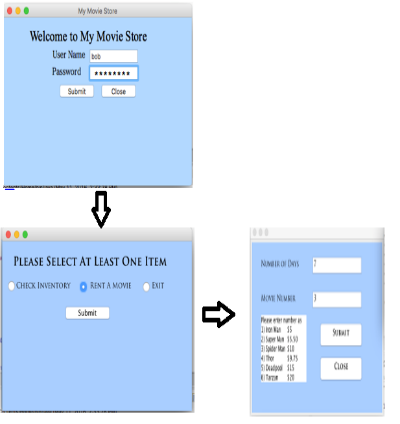 My Movie Store
Welcome to My Movie Store
User Name bob
Password ********
Submit Close
PLEASE SELECT AT LEAST ONE ITEM
CHECK INVENTORY RENT A MOVIE EXIT
Submit
NUMBER OF DAYS 7
MOVIE NUMBER 3
Please enter number as
1) Iron Man $5
2) Super Man $5.50
3) Spider Man $10
4) Thor $9.75
5) Deadpool $15
6) Tarzan $20
SUBMIT
CLOSE